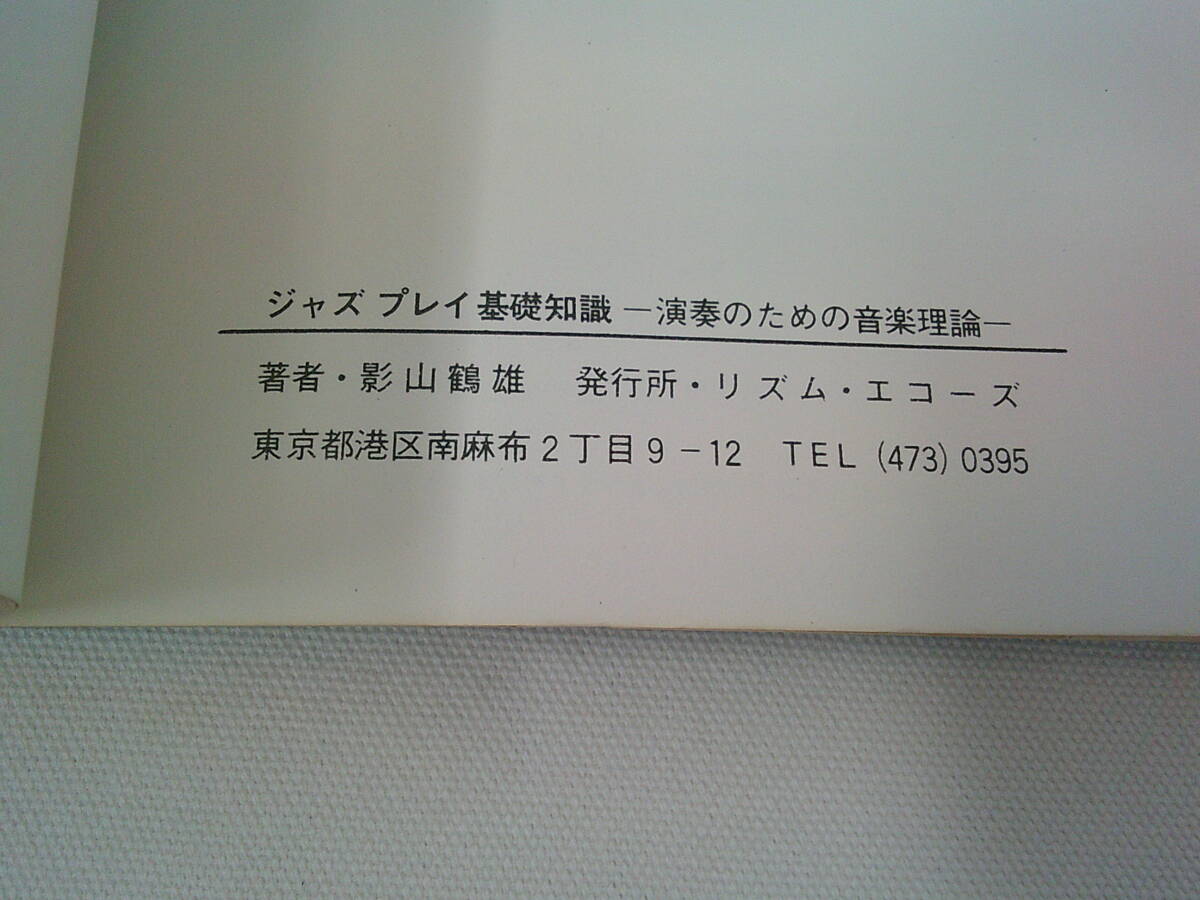 ジャズ プレイ基礎知識 ―演奏のための音楽理論―
著者・影山鶴雄　発行所・リズム・エコーズ
東京都港区南麻布2丁目9－12　TEL (473) 0395